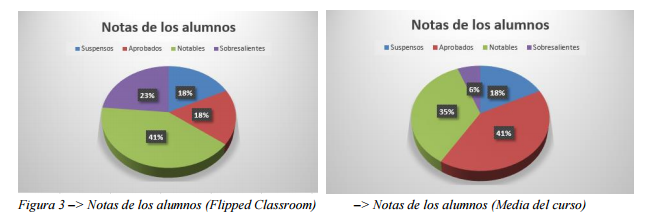 Notas de los alumnos
Suspensos Aprobados Notables Sobresalientes
23%
18%
18%
41%
Notas de los alumnos
Suspensos Aprobados Notables Sobresalientes
6%
18%
35%
41%
Figura 3 –> Notas de los alumnos (Flipped Classroom)
–> Notas de los alumnos (Media del curso)